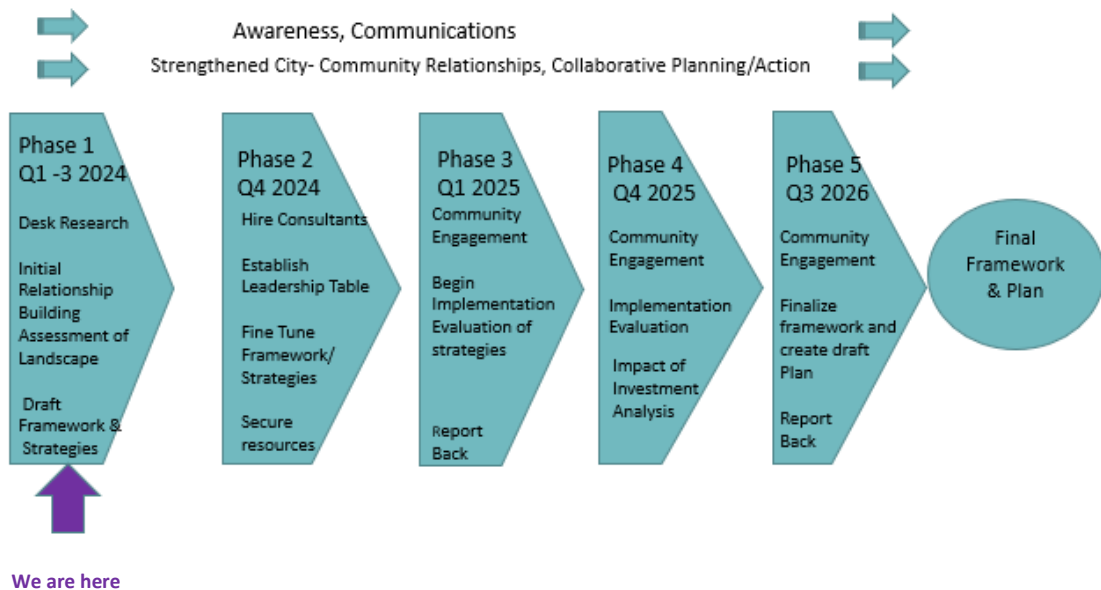 Awareness, Communications
Strengthened City- Community Relationships, Collaborative Planning/Action
Phase 1
Q1 -3 2024
Desk Research
Initial
Relationship
Building
Assessment of
Landscape
Draft
Framework &
Strategies
Phase 2
Q4 2024
Hire Consultants
Establish
Leadership Table
Fine Tune
Framework/
Strategies
Secure
resources
Phase 3
Q1 2025
Community
Engagement
Begin
Implementation
Evaluation of
strategies
Report
Back
Phase 4
Q4 2025
Community
Engagement
Implementation
Evaluation
Impact of
Investment
Analysis
Phase 5
Q3 2026
Community
Engagement
Finalize
framework and
create draft
Plan
Report
Back
Final
Framework
& Plan
We are here